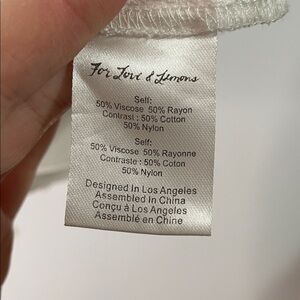 For Love & Lemons
Self:
50% Viscose 50% Rayon
Contrast : 50% Cotton
50% Nylon
Self:
50% Viscose 50% Rayonne
Contraste : 50% Coton
50% Nylon
Designed In Los Angeles
Assembled In China
Conçu à Los Angeles
Assemblé en Chine